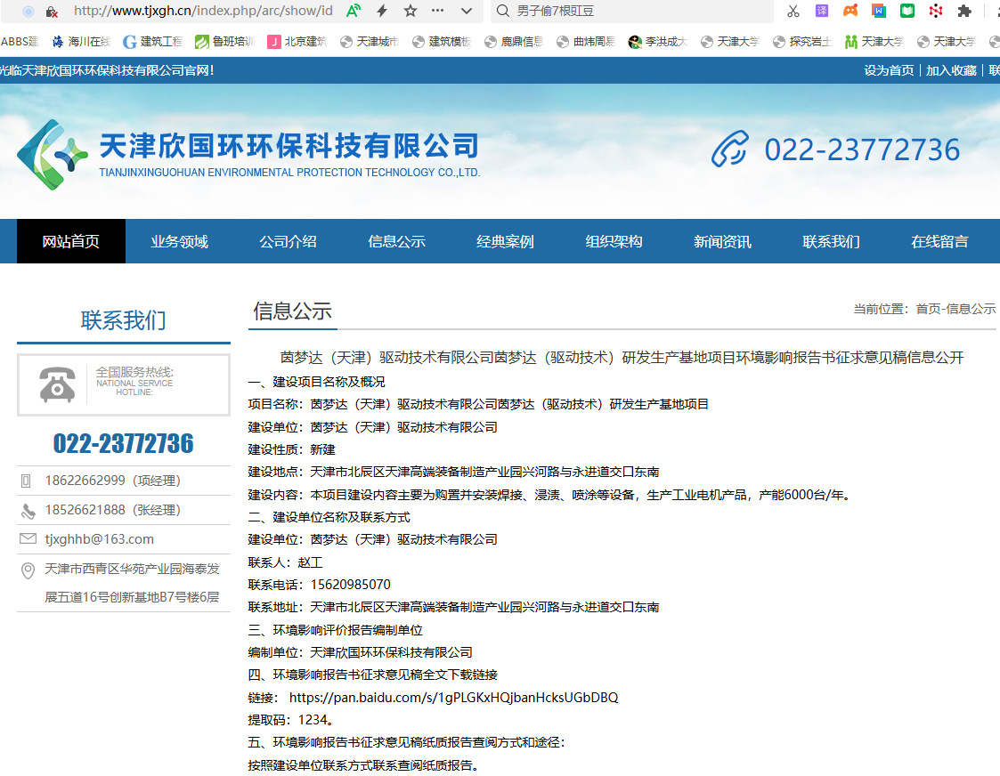 http://www.tjxgh.cn/index.php/arc/show/id
男子偷7根豇豆
ABBS建 海川在线 建筑工程 鲁班培训 北京建筑 天津城市 建筑模板 鹿鼎信息 曲炜周易 李洪成大 天津大学 探究岩土 天津大学 天津大学
光临天津欣国环环保科技有限公司官网！
设为首页 | 加入收藏 | 联
天津欣国环环保科技有限公司
TIANJINXINGUOHUAN ENVIRONMENTAL PROTECTION TECHNOLOGY CO.,LTD.
022-23772736
网站首页 业务领域 公司介绍 信息公示 经典案例 组织架构 新闻资讯 联系我们 在线留言
联系我们
全国服务热线:
NATIONAL SERVICE
HOTLINE:
022-23772736
18622662999（项经理）
18526621888（张经理）
tjxghhb@163.com
天津市西青区华苑产业园海泰发
展五道16号创新基地B7号楼6层
信息公示
当前位置：首页-信息公示
茵梦达（天津）驱动技术有限公司茵梦达（驱动技术）研发生产基地项目环境影响报告书征求意见稿信息公开
一、建设项目名称及概况
项目名称：茵梦达（天津）驱动技术有限公司茵梦达（驱动技术）研发生产基地项目
建设单位：茵梦达（天津）驱动技术有限公司
建设性质：新建
建设地点：天津市北辰区天津高端装备制造产业园兴河路与永进道交口东南
建设内容：本项目建设内容主要为购置并安装焊接、浸渍、喷涂等设备，生产工业电机产品，产能6000台/年。
二、建设单位名称及联系方式
建设单位：茵梦达（天津）驱动技术有限公司
联系人：赵工
联系电话：15620985070
联系地址：天津市北辰区天津高端装备制造产业园兴河路与永进道交口东南
三、环境影响评价报告编制单位
编制单位：天津欣国环环保科技有限公司
四、环境影响报告书征求意见稿全文下载链接
链接： https://pan.baidu.com/s/1gPLGKxHQjbanHcksUGbDBQ
提取码：1234。
五、环境影响报告书征求意见稿纸质报告查阅方式和途径：
按照建设单位联系方式联系查阅纸质报告。